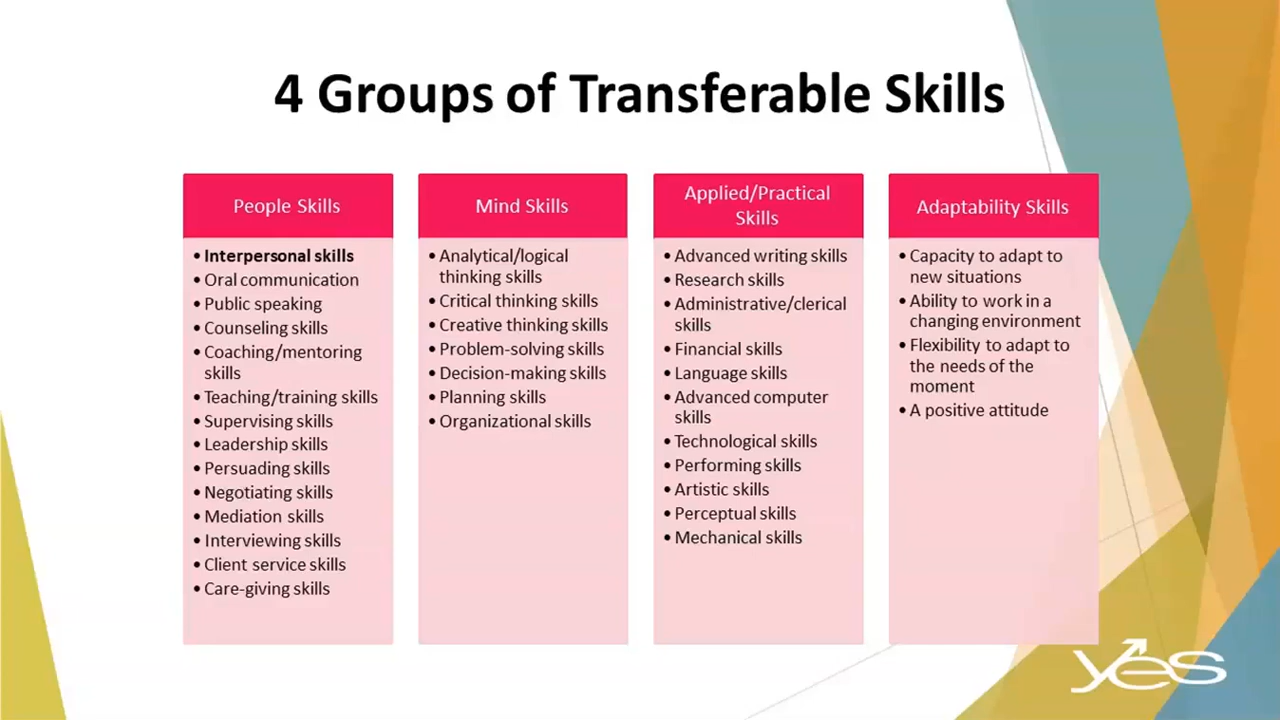 4 Groups of Transferable Skills
People Skills
• Interpersonal skills
• Oral communication
• Public speaking
• Counseling skills
• Coaching/mentoring
skills
• Teaching/training skills
• Supervising skills
• Leadership skills
• Persuading skills
• Negotiating skills
• Mediation skills
• Interviewing skills
• Client service skills
• Care-giving skills
Mind Skills
• Analytical/logical
thinking skills
• Critical thinking skills
• Creative thinking skills
• Problem-solving skills
• Decision-making skills
• Planning skills
• Organizational skills
Applied/Practical
Skills
• Advanced writing skills
• Research skills
• Administrative/clerical
skills
• Financial skills
• Language skills
• Advanced computer
skills
• Technological skills
• Performing skills
• Artistic skills
• Perceptual skills
• Mechanical skills
Adaptability Skills
• Capacity to adapt to
new situations
• Ability to work in a
changing environment
• Flexibility to adapt to
the needs of the
moment
• A positive attitude
yes